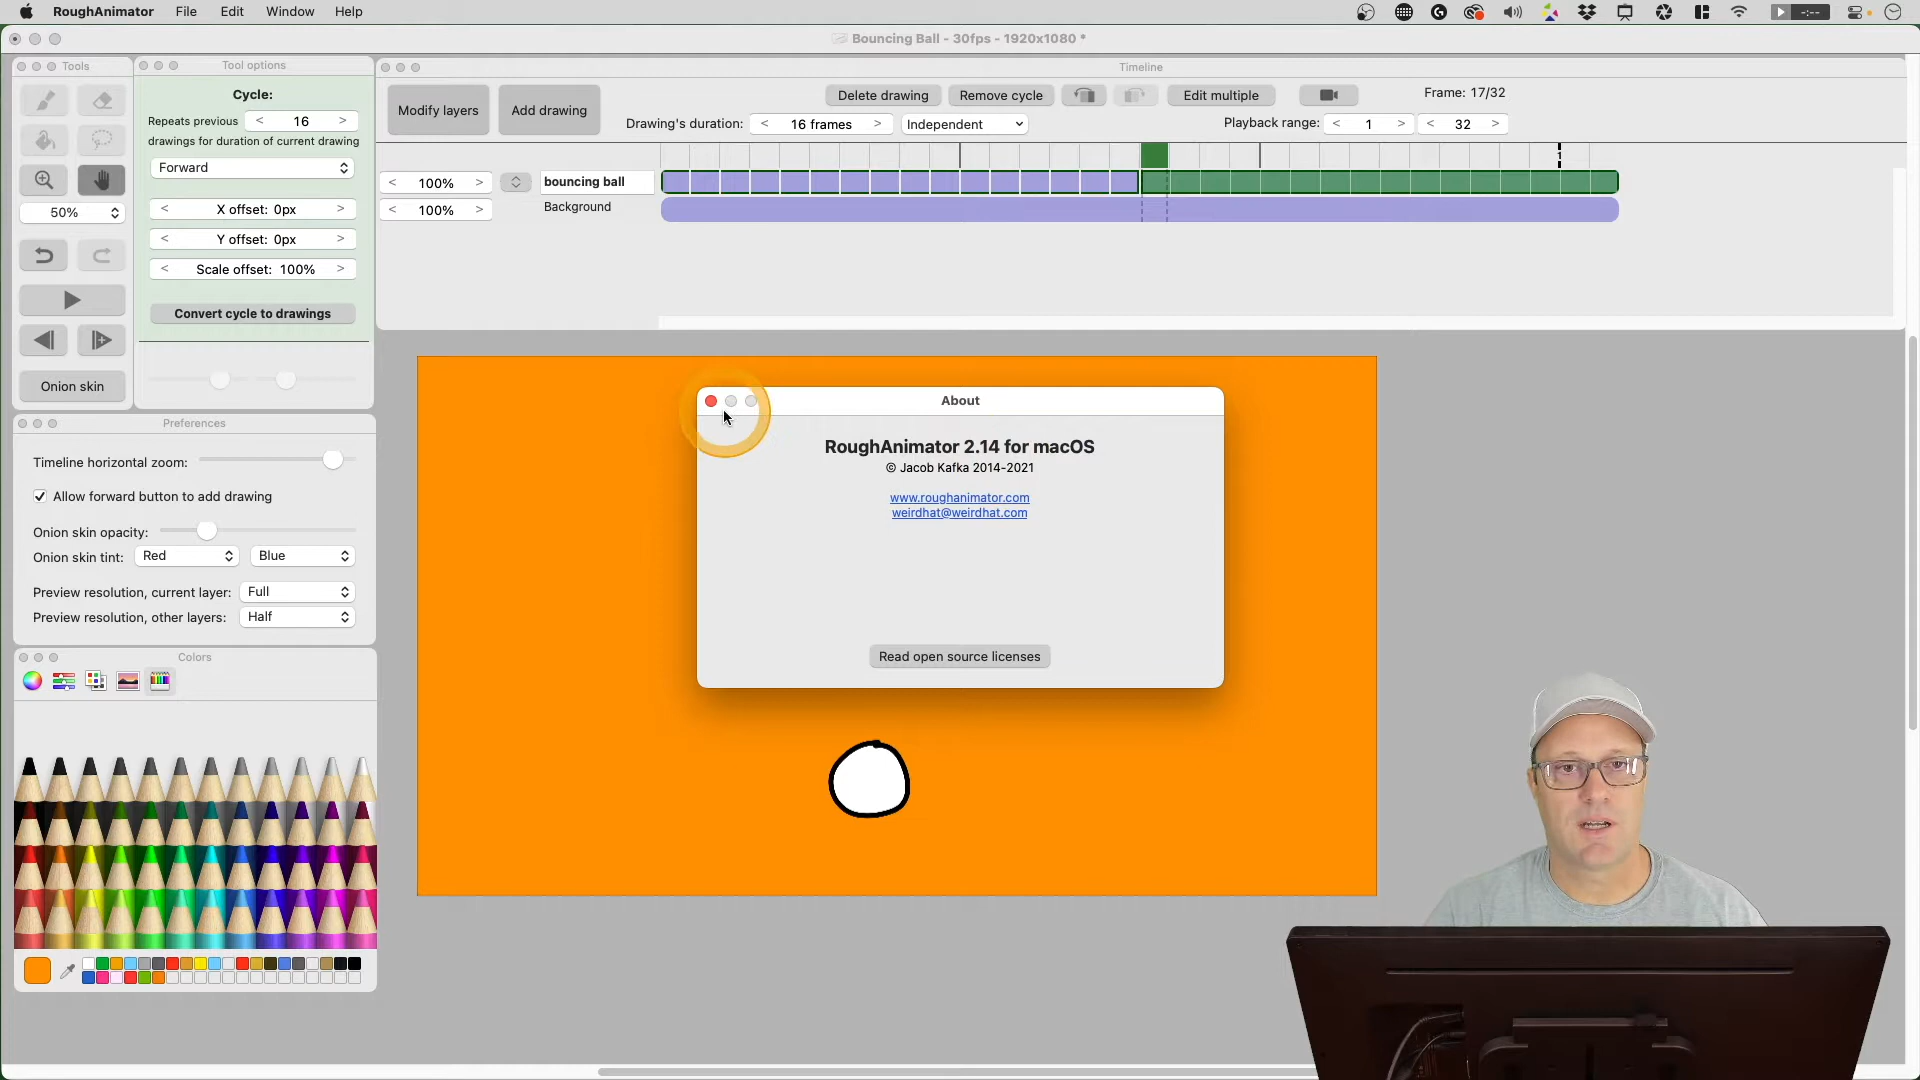 RoughAnimator File Edit Window Help
Bouncing Ball - 30fps - 1920x1080 *
Tools
Tool options
Timeline
Cycle:
Repeats previous < 16 >
drawings for duration of current drawing
Forward
< X offset: 0px >
< Y offset: 0px >
< Scale offset: 100% >
Convert cycle to drawings
50%
Onion skin
Modify layers
Add drawing
Delete drawing
Remove cycle
Edit multiple
Frame: 17/32
Drawing's duration: < 16 frames > Independent
Playback range: < 1 > < 32 >
< 100% > bouncing ball
< 100% > Background
Preferences
Timeline horizontal zoom:
Allow forward button to add drawing
Onion skin opacity:
Onion skin tint: Red Blue
Preview resolution, current layer: Full
Preview resolution, other layers: Half
Colors
About
RoughAnimator 2.14 for macOS
© Jacob Kafka 2014-2021
www.roughanimator.com
weirdhat@weirdhat.com
Read open source licenses